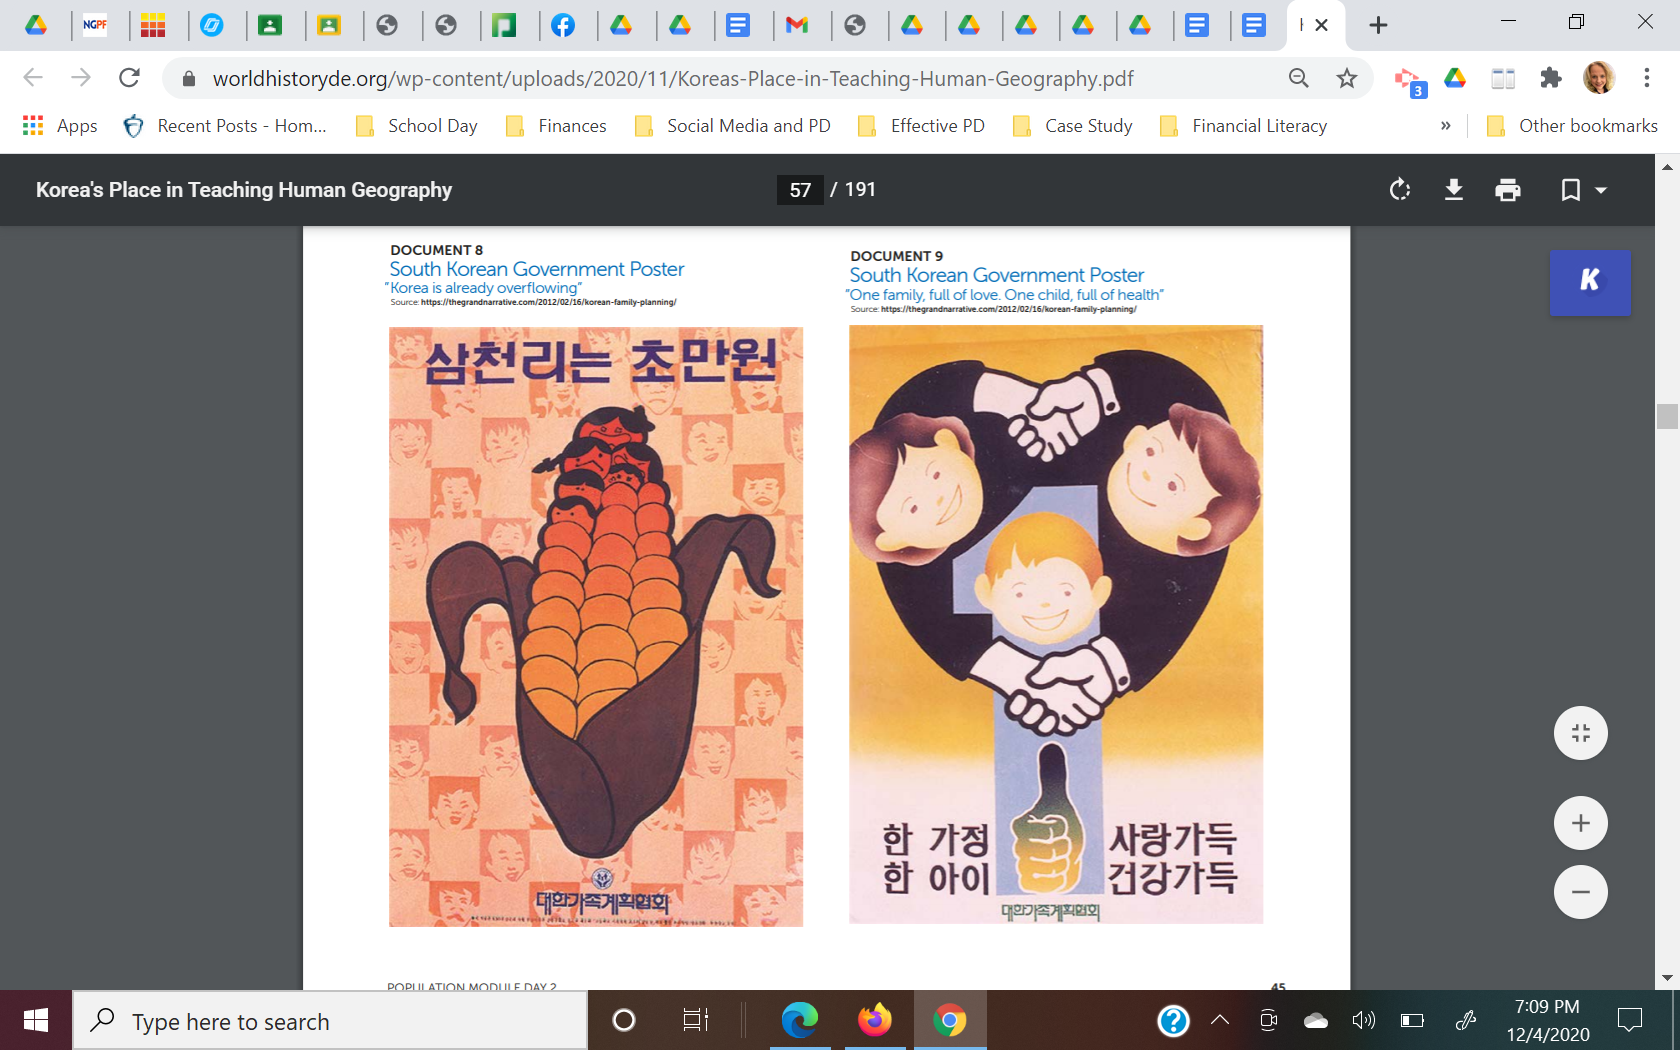 NGPF
worldhistoryde.org/wp-content/uploads/2020/11/Koreas-Place-in-Teaching-Human-Geography.pdf
3
Apps
Recent Posts - Hom...
School Day
Finances
Social Media and PD
Effective PD
Case Study
Financial Literacy
»
Other bookmarks
Korea's Place in Teaching Human Geography
57 / 191
K
DOCUMENT 8
South Korean Government Poster
“Korea is already overflowing”
Source: https://thegrandnarrative.com/2012/02/16/korean-family-planning/
삼천리는 초만원
대한가족계획협회
DOCUMENT 9
South Korean Government Poster
“One family, full of love. One child, full of health”
Source: https://thegrandnarrative.com/2012/02/16/korean-family-planning/
1
한 가정 사랑가득
한 아이 건강가득
대한가족계획협회
POPULATION MODULE DAY 2
45
Type here to search
7:09 PM
12/4/2020